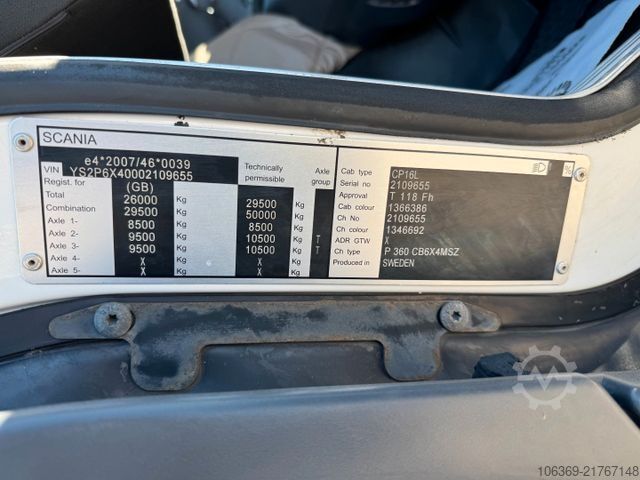 SCANIA
e4*2007/46*0039
VIN YS2P6X40002109655
Regist. for (GB) Technically permissible Axle group
Total 26000 Kg 29500 Kg
Combination 29500 Kg 50000 Kg
Axle 1- 8500 Kg 8500 Kg
Axle 2- 9500 Kg 10500 Kg T
Axle 3- 9500 Kg 10500 Kg T
Axle 4- X Kg X Kg
Axle 5- X Kg X Kg
%
Cab type CP16L
Serial no 2109655
Approval T 118 Fh
Cab colour 1366386
Ch No 2109655
Ch colour 1346692
ADR GTW X
Ch type P 360 CB6X4MSZ
Produced in SWEDEN
106369-21767148